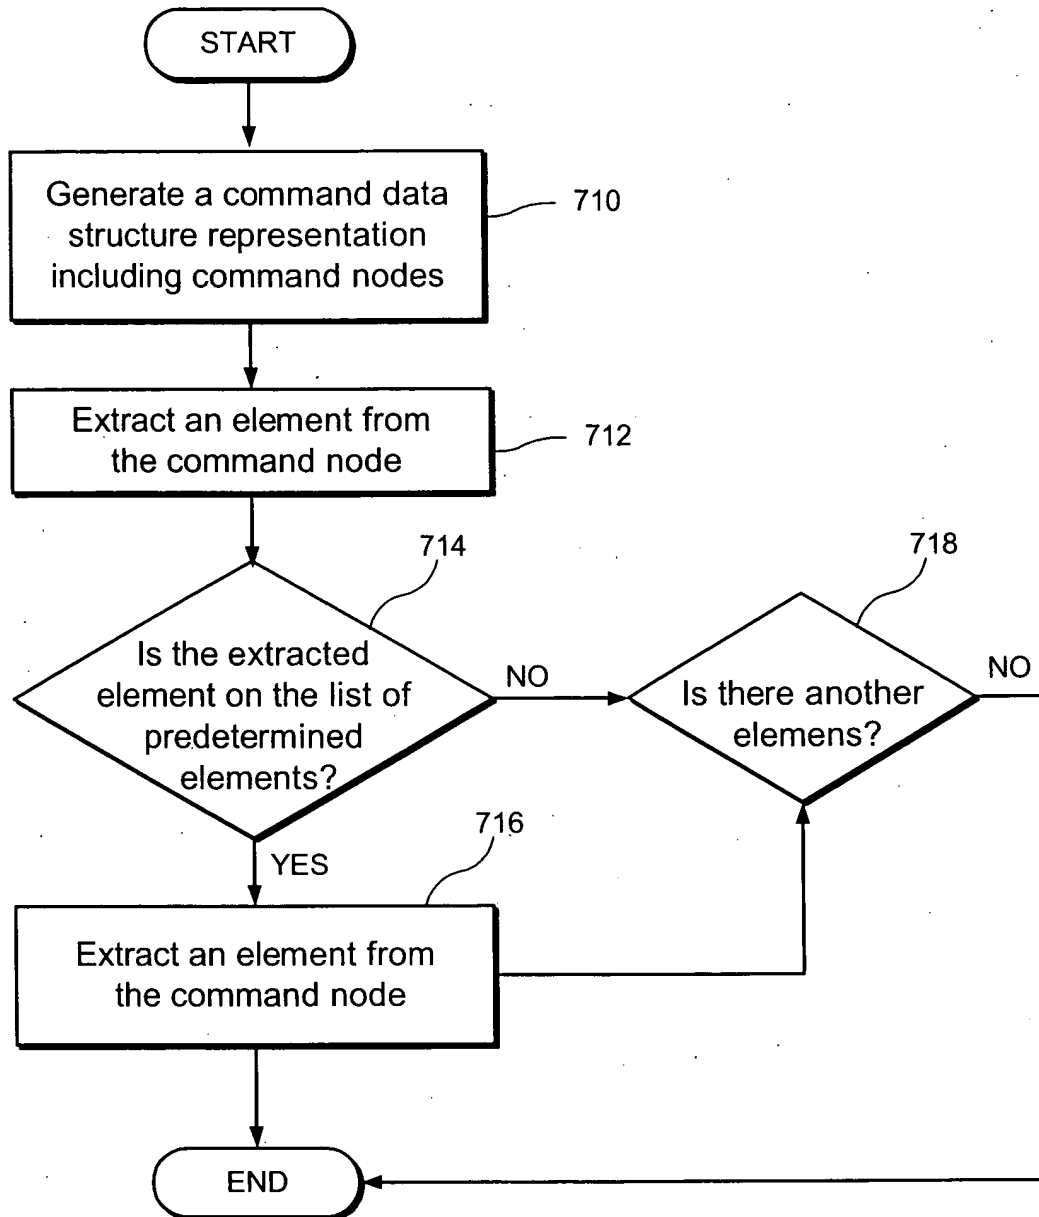 START
Generate a command data
structure representation
including command nodes
710
Extract an element from
the command node
712
714
Is the extracted
element on the list of
predetermined
elements?
NO
718
Is there another
elemens?
NO
YES
716
Extract an element from
the command node
END